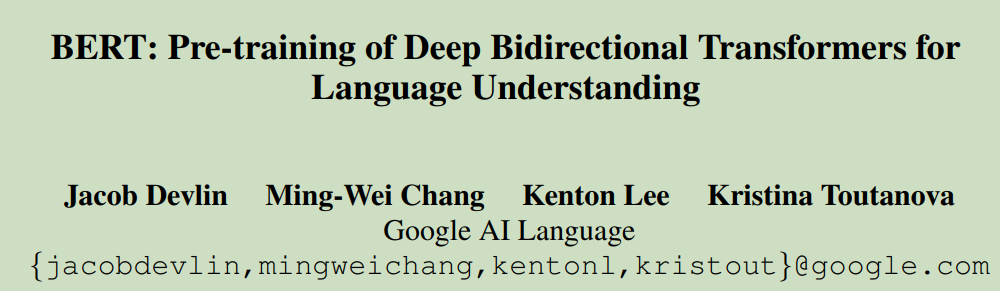 BERT: Pre-training of Deep Bidirectional Transformers for
Language Understanding
Jacob Devlin Ming-Wei Chang Kenton Lee Kristina Toutanova
Google AI Language
{jacobdevlin,mingweichang,kentonl,kristout}@google.com